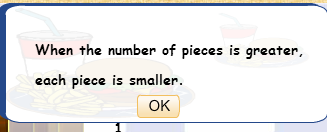 When the number of pieces is greater,
each piece is smaller.
OK
1